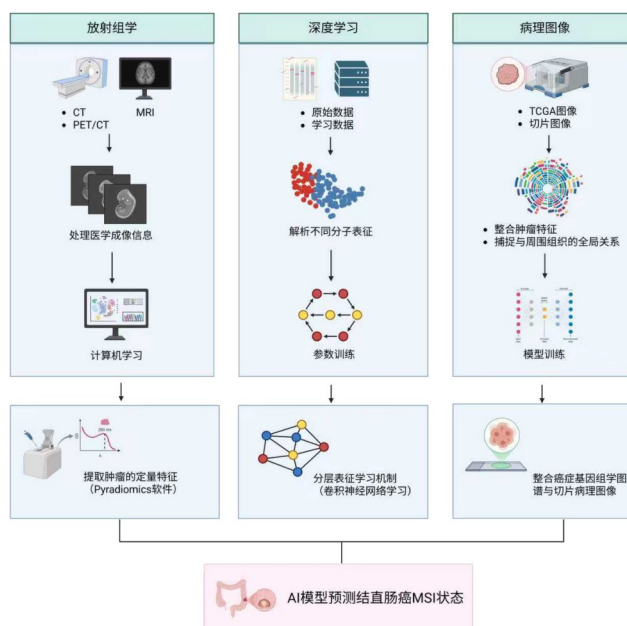 放射组学
CT
PET/CT
MRI
处理医学成像信息
计算机学习
提取肿瘤的定量特征
（Pyradiomics软件）
深度学习
原始数据
学习数据
解析不同分子表征
参数训练
分层表征学习机制
（卷积神经网络学习）
病理图像
TCGA图像
切片图像
整合肿瘤特征
捕捉与周围组织的全局关系
模型训练
整合癌症基因组学图
谱与切片病理图像
AI模型预测结直肠癌MSI状态